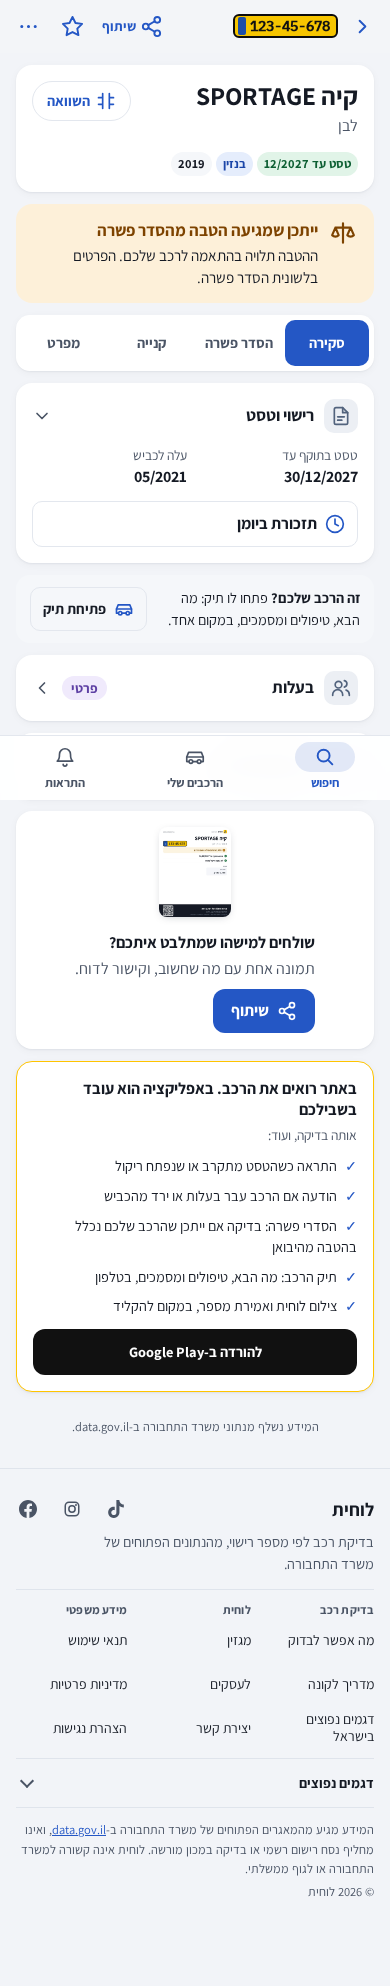 123-45-678
שיתוף
קיה SPORTAGE
השוואה
לבן
טסט עד 12/2027
בנזין
2019
ייתכן שמגיעה הטבה מהסדר פשרה
ההטבה תלויה בהתאמה לרכב שלכם. הפרטים
בלשונית הסדר פשרה.
סקירה
הסדר פשרה
קנייה
מפרט
רישוי וטסט
טסט בתוקף עד
עלה לכביש
30/12/2027
05/2021
תזכורת ביומן
זה הרכב שלכם? פתחו לו תיק: מה
הבא, טיפולים ומסמכים, במקום אחד.
פתיחת תיק
בעלות
פרטי
חיפוש
הרכבים שלי
התראות
שולחים למישהו שמתלבט איתכם?
תמונה אחת עם מה שחשוב, וקישור לדוח.
שיתוף
באתר רואים את הרכב. באפליקציה הוא עובד
בשבילכם
אותה בדיקה, ועוד:
✓ התראה כשהטסט מתקרב או שנפתח ריקול
✓ הודעה אם הרכב עבר בעלות או ירד מהכביש
✓ הסדרי פשרה: בדיקה אם ייתכן שהרכב שלכם נכלל
בהטבה מהיבואן
✓ תיק הרכב: מה הבא, טיפולים ומסמכים, בטלפון
✓ צילום לוחית ואמירת מספר, במקום להקליד
להורדה ב-Google Play
המידע נשלף מנתוני משרד התחבורה ב-data.gov.il.
לוחית
בדיקת רכב לפי מספר רישוי, מהנתונים הפתוחים של
משרד התחבורה.
בדיקת רכב
לוחית
מידע משפטי
מה אפשר לבדוק
מגזין
תנאי שימוש
מדריך לקונה
לעסקים
מדיניות פרטיות
דגמים נפוצים
בישראל
יצירת קשר
הצהרת נגישות
דגמים נפוצים
המידע מגיע מהמאגרים הפתוחים של משרד התחבורה ב-data.gov.il, ואינו
מחליף נסח רישום רשמי או בדיקה במכון מורשה. לוחית אינה קשורה למשרד
התחבורה או לגוף ממשלתי.
© 2026 לוחית